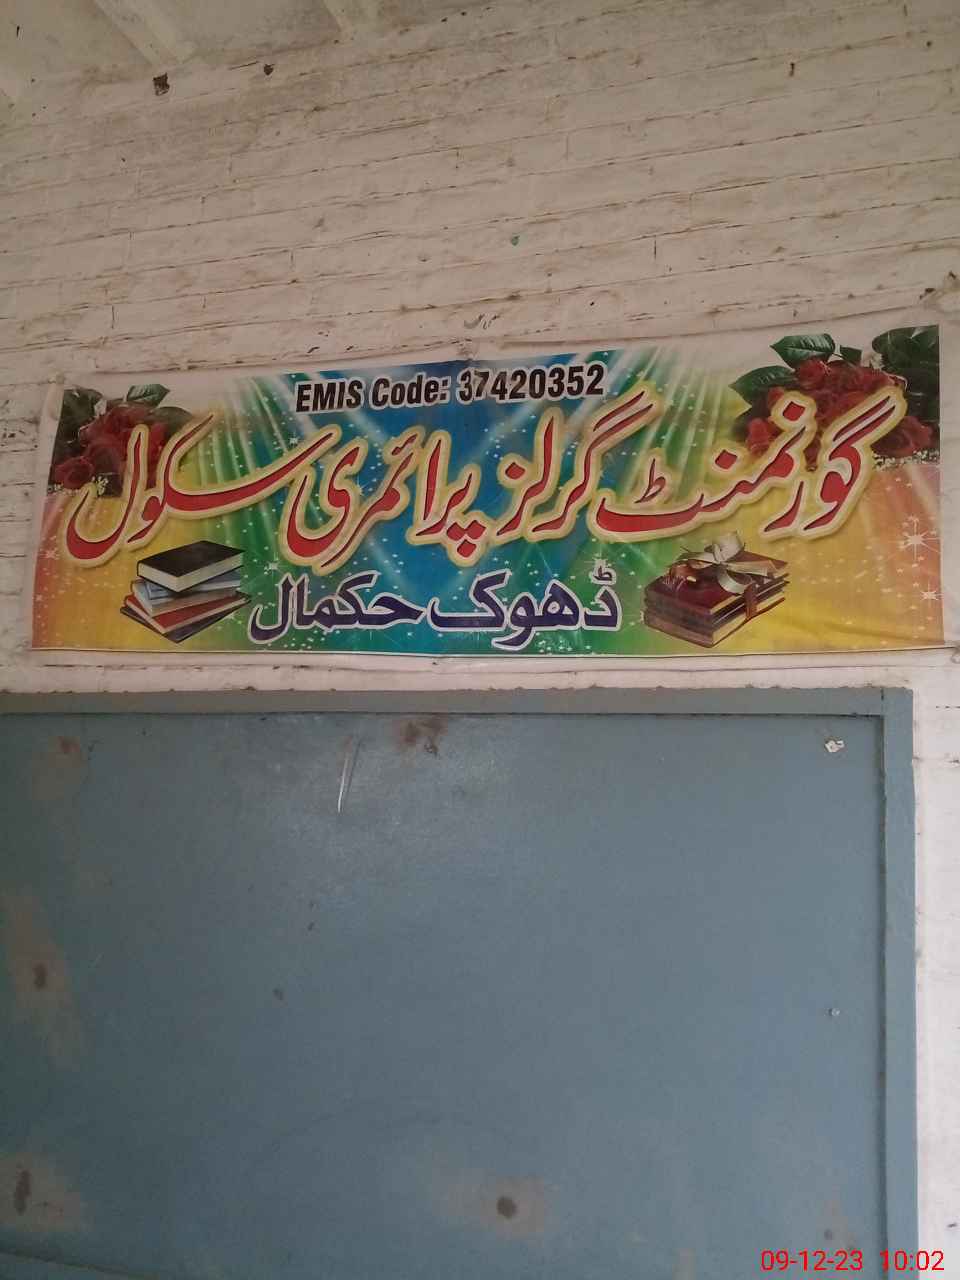 EMIS Code: 37420352
گورنمنٹ گرلز پرائمری سکول
ڈھوک حکمال
09-12-23 10:02